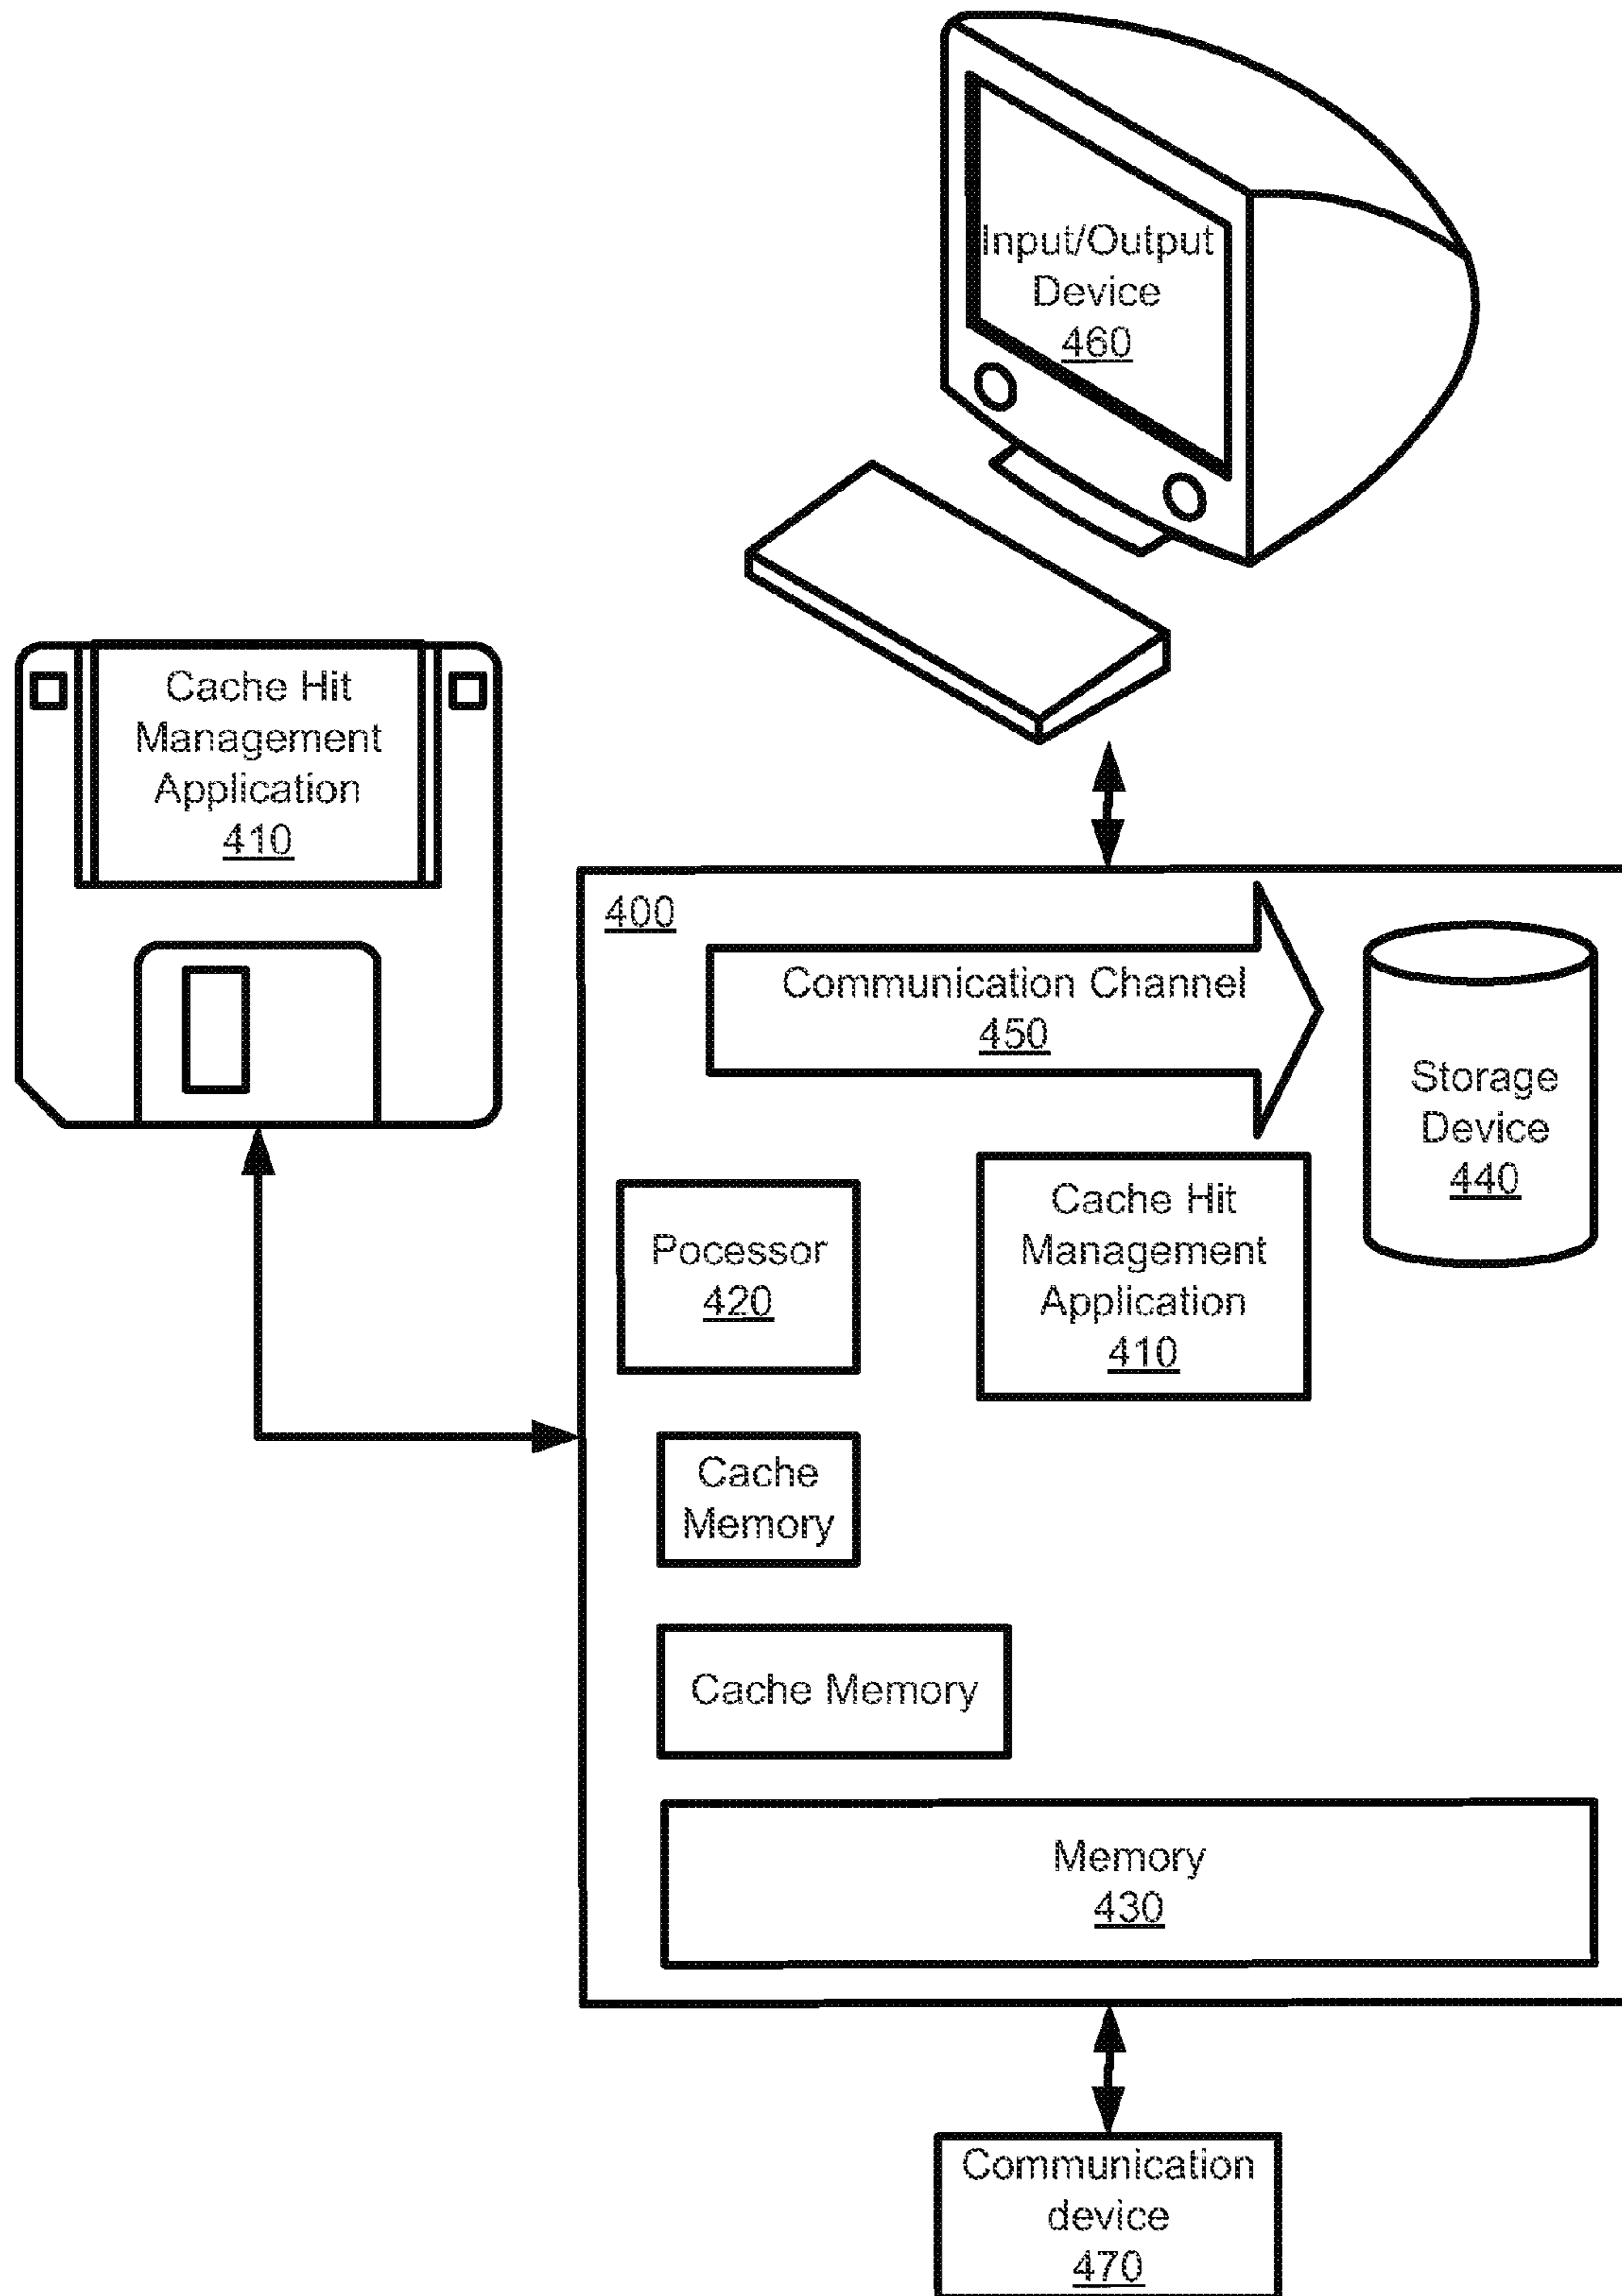 Input/Output
Device
460
Cache Hit
Management
Application
410
400
Communication Channel
450
Storage
Device
440
Pocessor
420
Cache Hit
Management
Application
410
Cache
Memory
Cache Memory
Memory
430
Communication
device
470